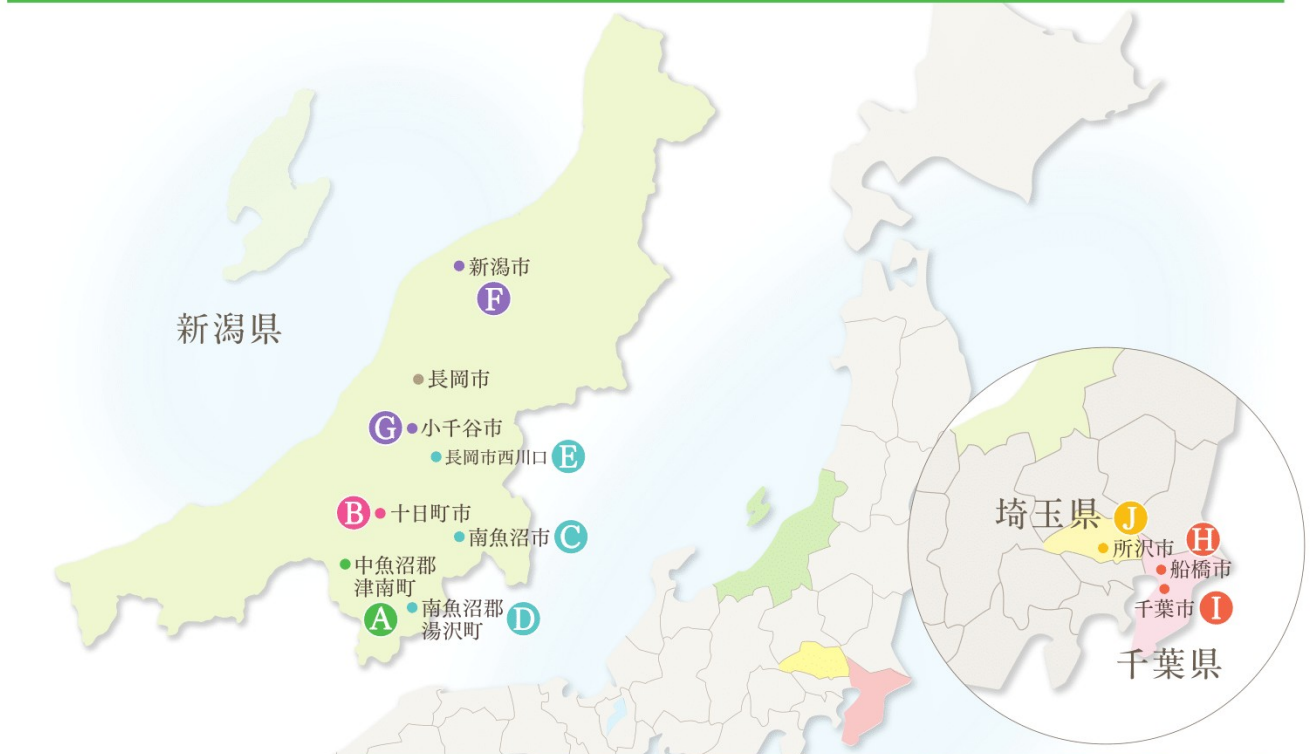 新潟県
新潟市
F
長岡市
G 小千谷市
長岡市西川口 E
B 十日町市
南魚沼市 C
中魚沼郡
津南町
A
南魚沼郡
湯沢町
D
埼玉県 J
所沢市
H
船橋市
千葉市 I
千葉県